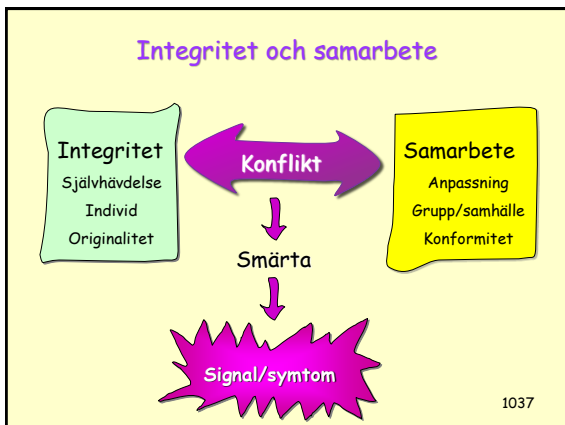 Integritet och samarbete
Integritet
Självhävdelse
Individ
Originalitet
Konflikt
Samarbete
Anpassning
Grupp/samhälle
Konformitet
Smärta
Signal/symtom
1037